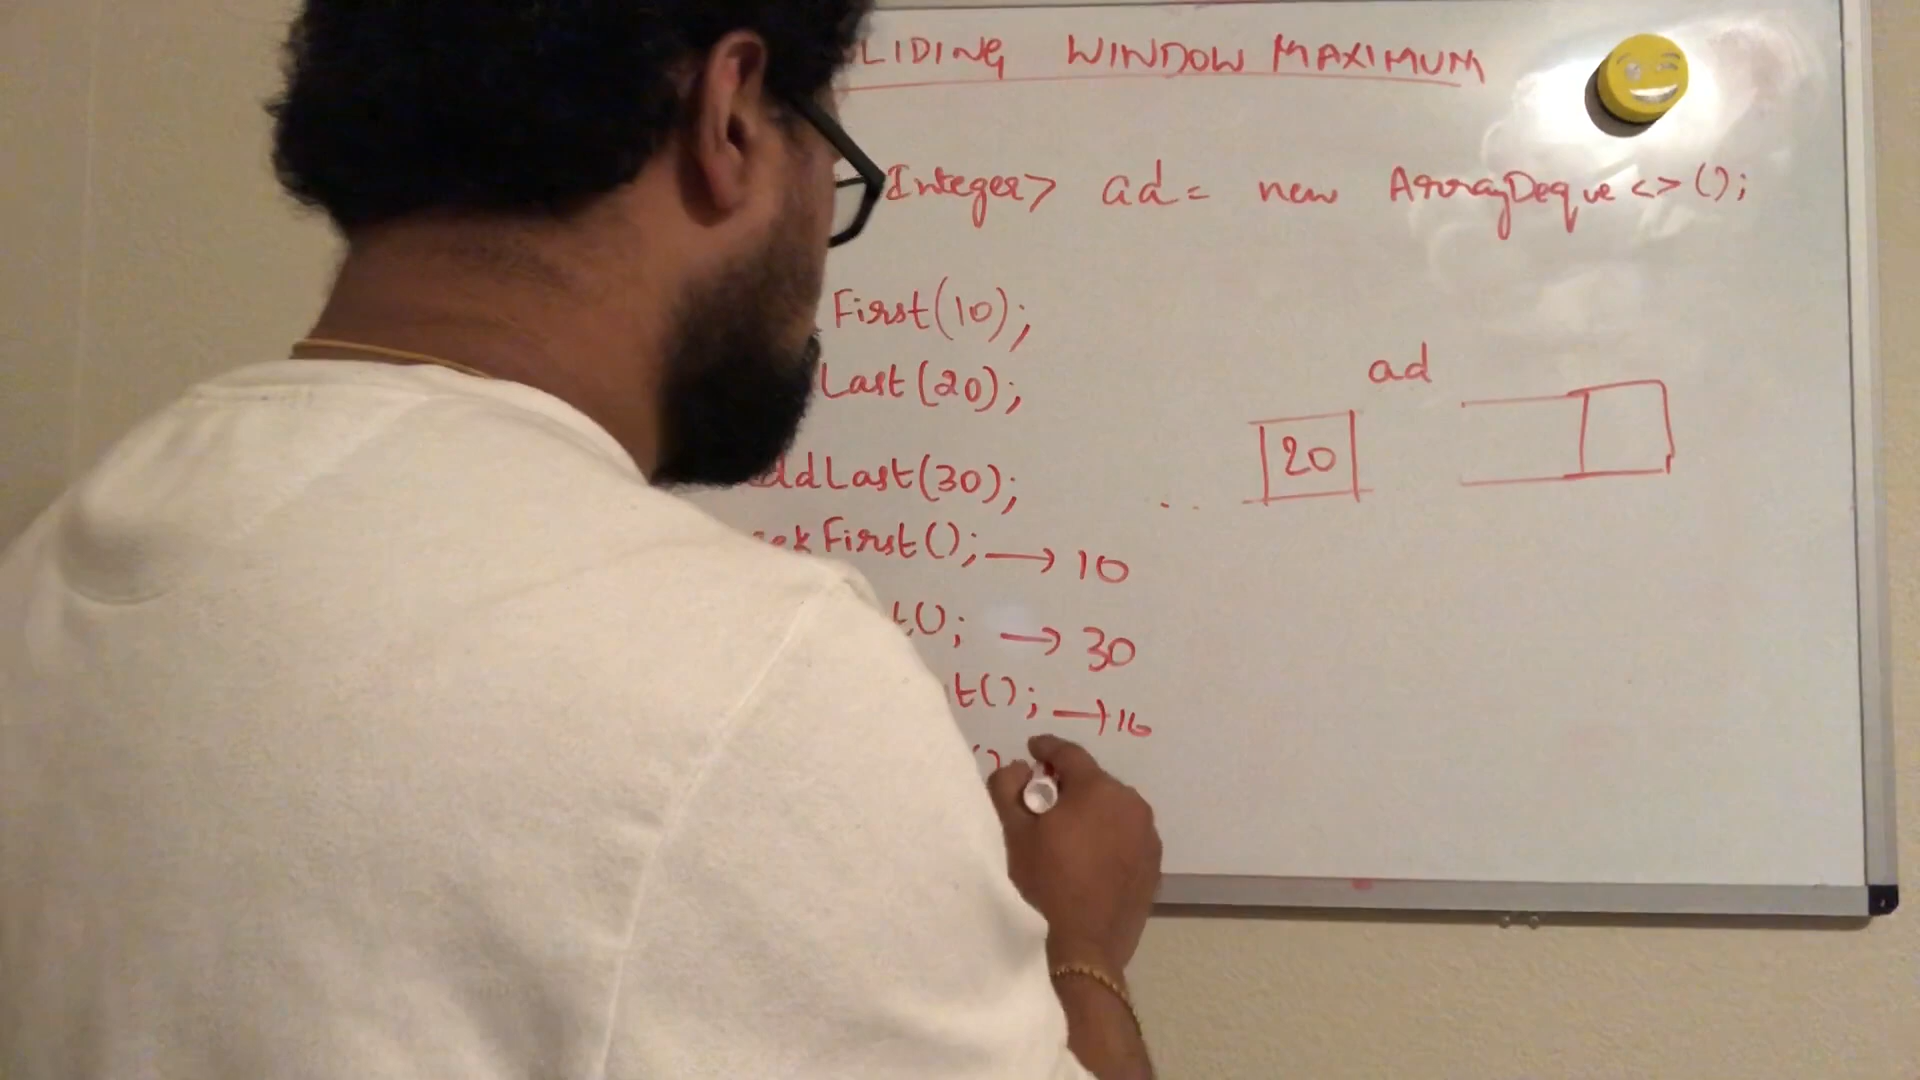 LIDING WINDOW MAXIMUM
Integer> ad = new ArrayDeque<>();
First(10);
Last(20);
ad
20
ddLast(30);
ekFirst(); → 10
t(); → 30
t(); → 10
()